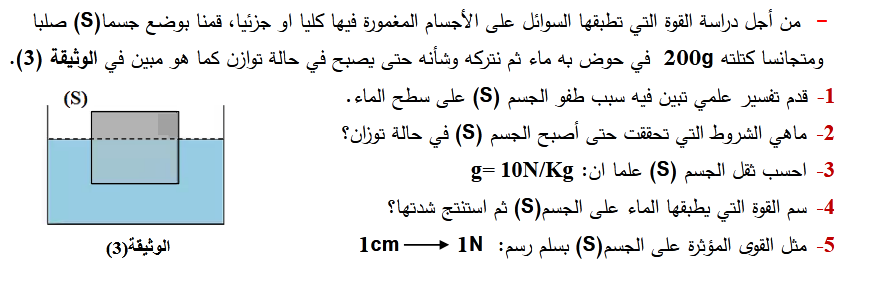 - من أجل دراسة القوة التي تطبقها السوائل على الأجسام المغمورة فيها كليا او جزئيا، قمنا بوضع جسما(S) صلبا
ومتجانسا كتلته 200g في حوض به ماء ثم نتركه وشأنه حتى يصبح في حالة توازن كما هو مبين في الوثيقة (3).
1- قدم تفسير علمي تبين فيه سبب طفو الجسم (S) على سطح الماء.
2- ماهي الشروط التي تحققت حتى أصبح الجسم (S) في حالة توزان؟
3- احسب ثقل الجسم (S) علما ان: g= 10N/Kg
4- سم القوة التي يطبقها الماء على الجسم(S) ثم استنتج شدتها؟
5- مثل القوى المؤثرة على الجسم(S) بسلم رسم: 1cm ⟶ 1N
(S)
الوثيقة(3)